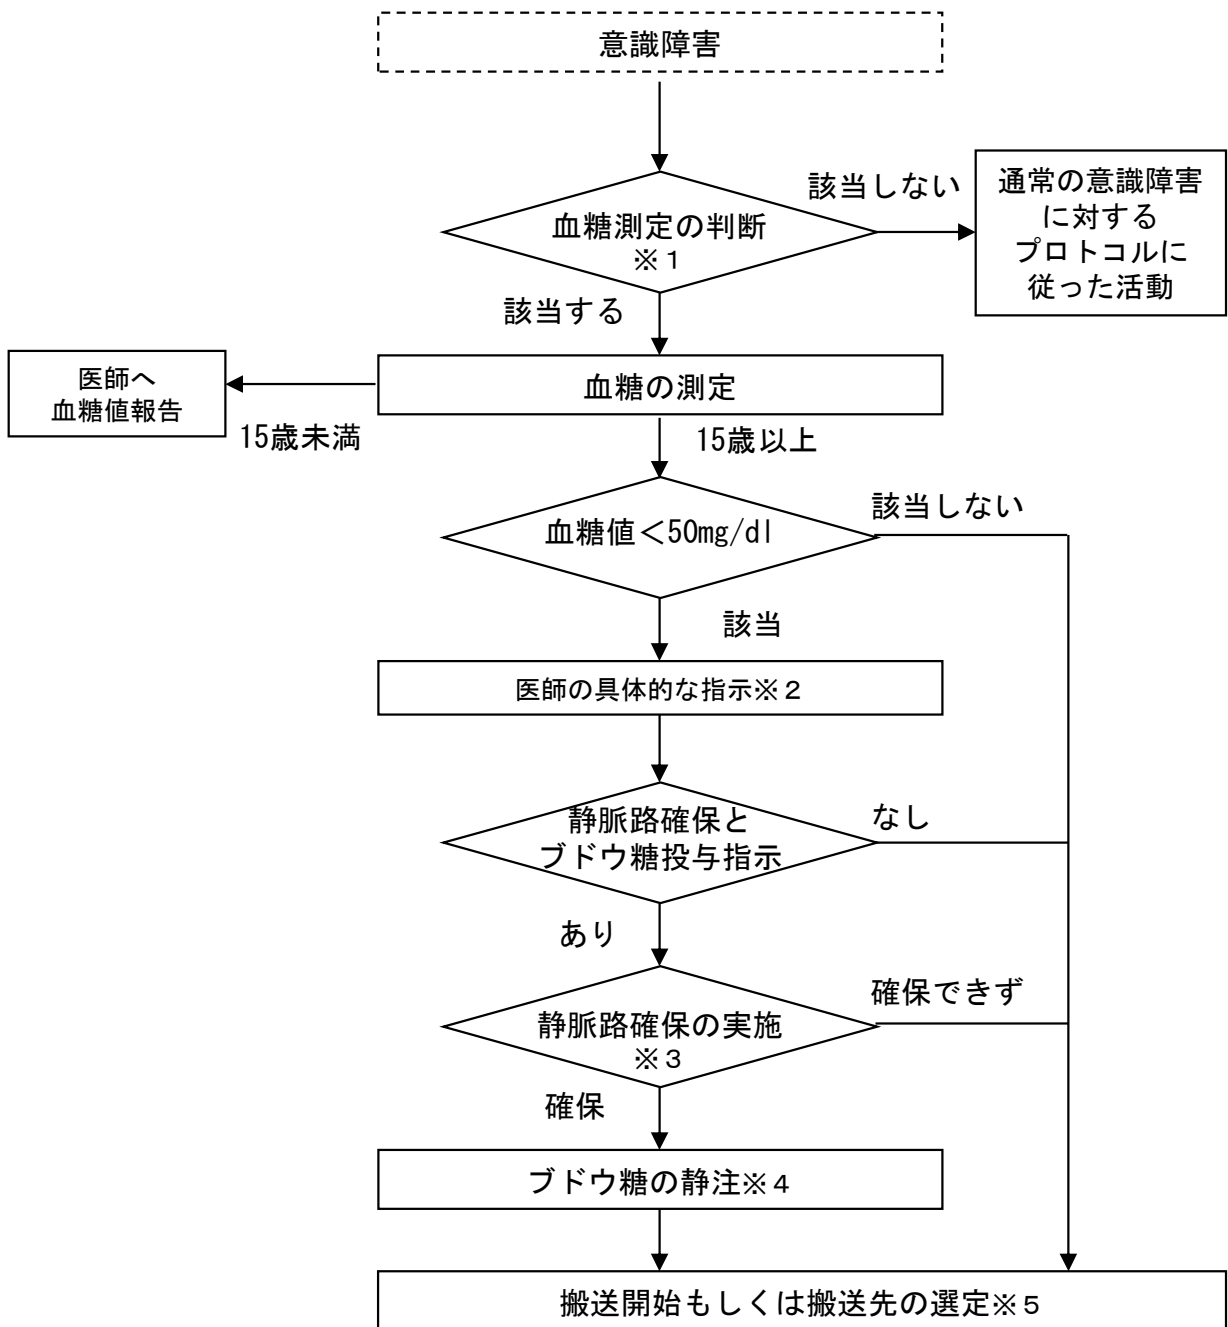 意識障害
該当しない
通常の意識障害
に対する
プロトコルに
従った活動
血糖測定の判断
※1
該当する
医師へ
血糖値報告
血糖の測定
15歳未満
15歳以上
該当しない
血糖値<50mg/dl
該当
医師の具体的な指示※2
静脈路確保と
ブドウ糖投与指示
なし
あり
確保できず
静脈路確保の実施
※3
確保
ブドウ糖の静注※4
搬送開始もしくは搬送先の選定※5